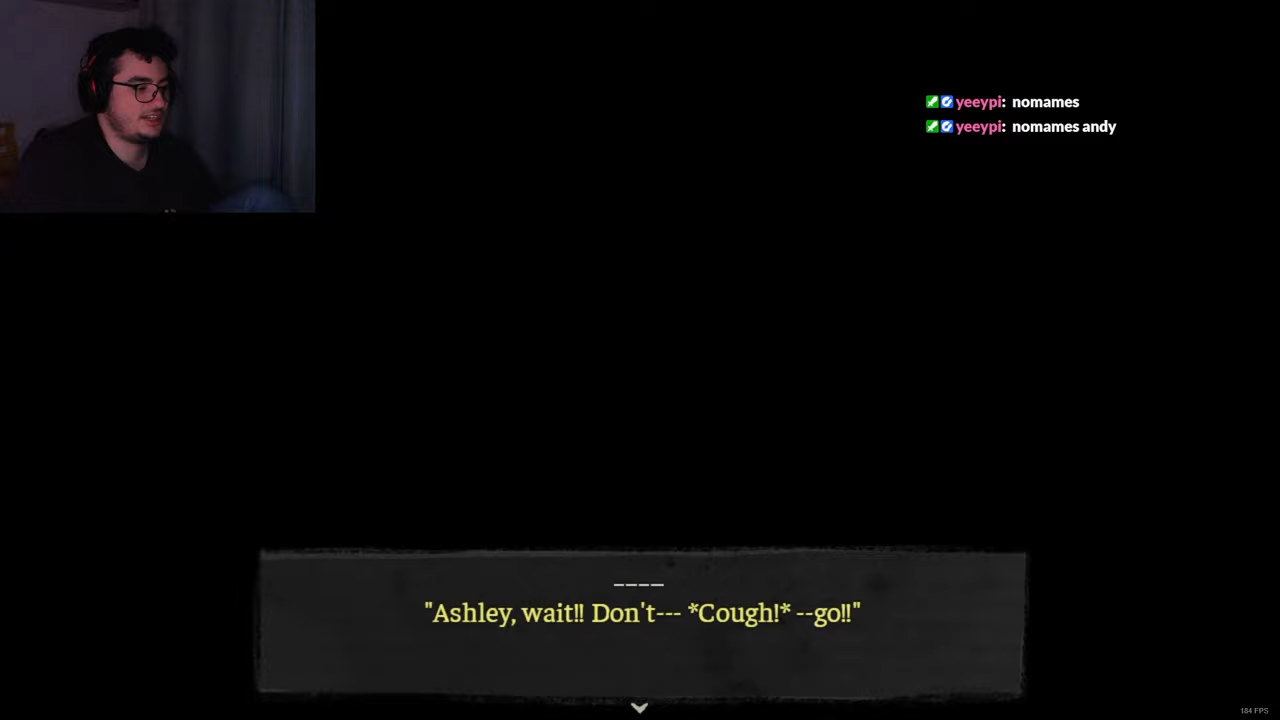 yeeypi: nomames
yeeypi: nomames andy
----
"Ashley, wait!! Don't--- *Cough!* --go!!"
184 FPS